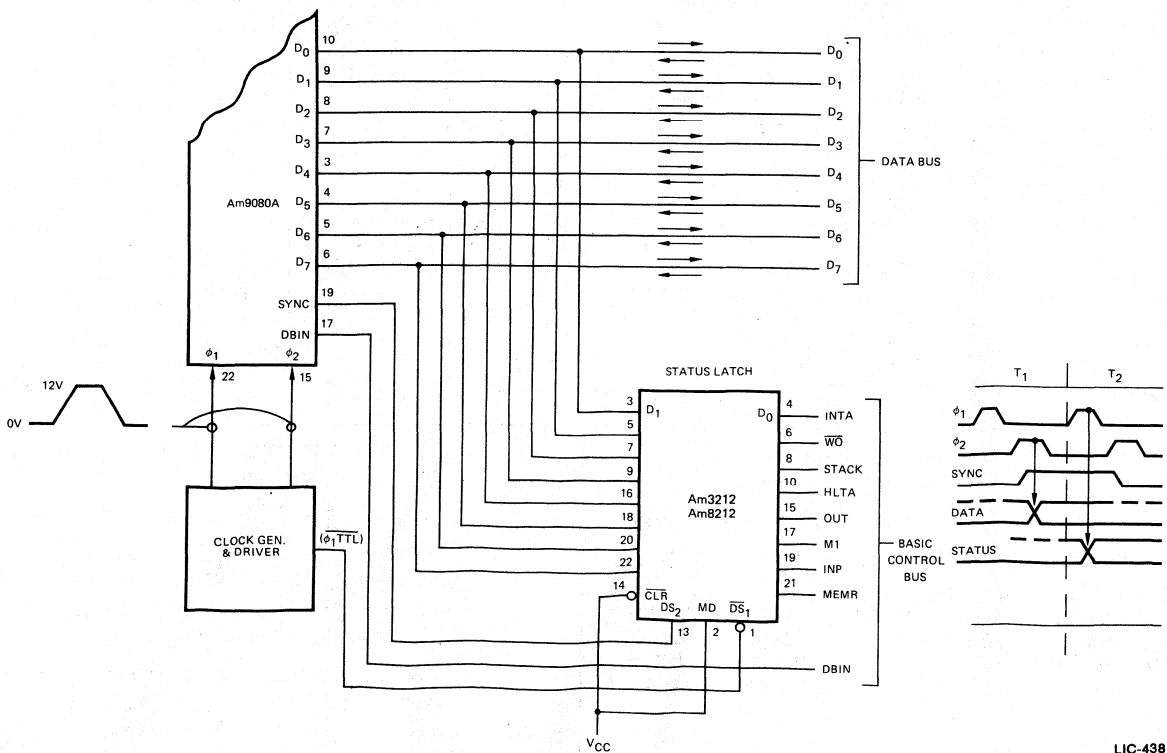 10
D0
D0
9
D1
D1
8
D2
D2
7
D3
D3
3
D4
D4
DATA BUS
4
Am9080A
D5
D5
5
D6
D6
6
D7
D7
19
SYNC
17
DBIN
ϕ1
ϕ2
22
15
12V
0V
CLOCK GEN.
& DRIVER
(ϕ1TTL)
STATUS LATCH
3
D1
D0
4
INTA
5
6
WO
7
8
STACK
9
10
HLTA
16
Am3212
Am8212
15
OUT
18
17
M1
20
19
INP
22
21
MEMR
14
CLR
DS2
MD
DS1
13
2
1
DBIN
BASIC
CONTROL
BUS
VCC
T1
T2
ϕ1
ϕ2
SYNC
DATA
STATUS
LIC-438